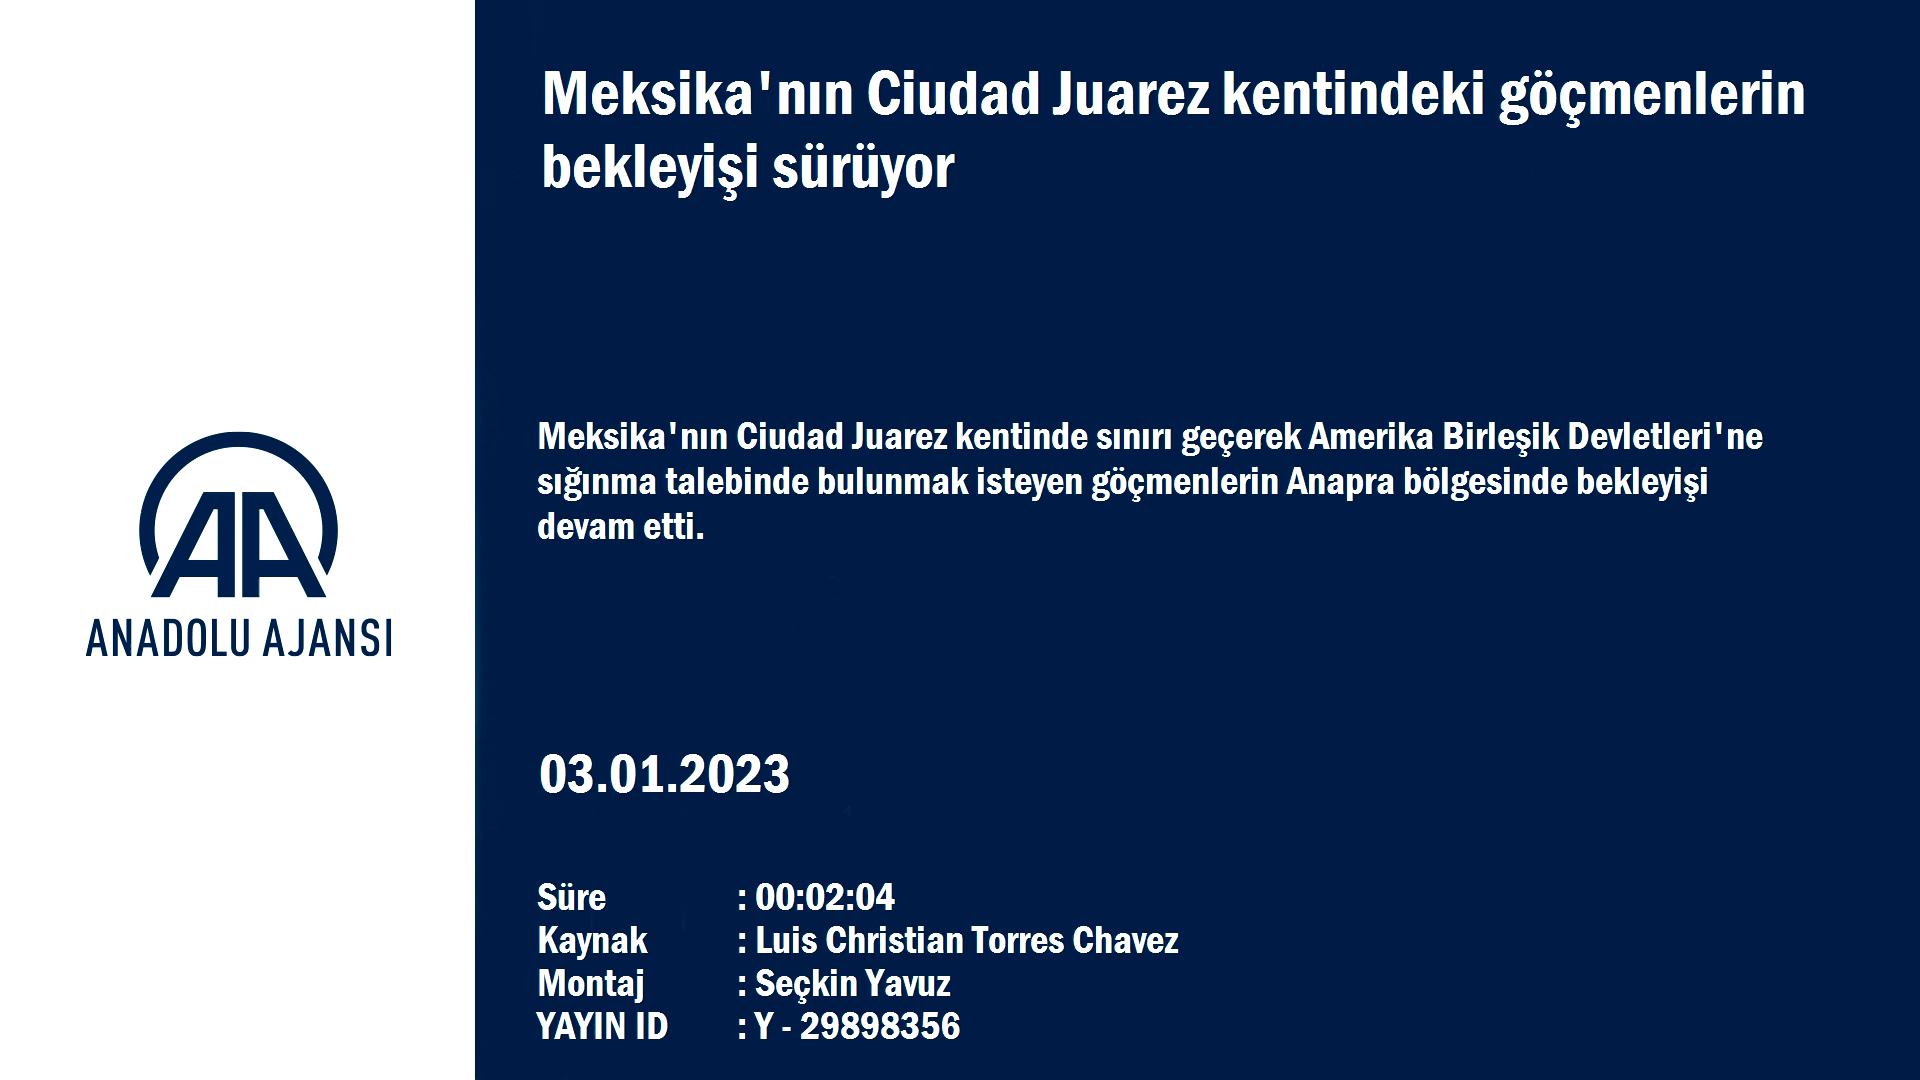 Meksika'nın Ciudad Juarez kentindeki göçmenlerin
bekleyişi sürüyor
Meksika'nın Ciudad Juarez kentinde sınırı geçerek Amerika Birleşik Devletleri'ne
sığınma talebinde bulunmak isteyen göçmenlerin Anapra bölgesinde bekleyişi
devam etti.
AA
ANADOLU AJANSI
03.01.2023
Süre : 00:02:04
Kaynak : Luis Christian Torres Chavez
Montaj : Seçkin Yavuz
YAYIN ID : Y - 29898356